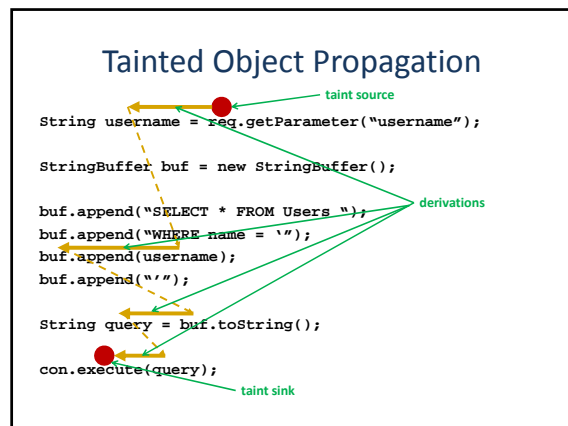 Tainted Object Propagation
taint source
String username = req.getParameter(“username”);
StringBuffer buf = new StringBuffer();
buf.append(“SELECT * FROM Users “);
derivations
buf.append(“WHERE name = ‘”);
buf.append(username);
buf.append(“’”);
String query = buf.toString();
con.execute(query);
taint sink